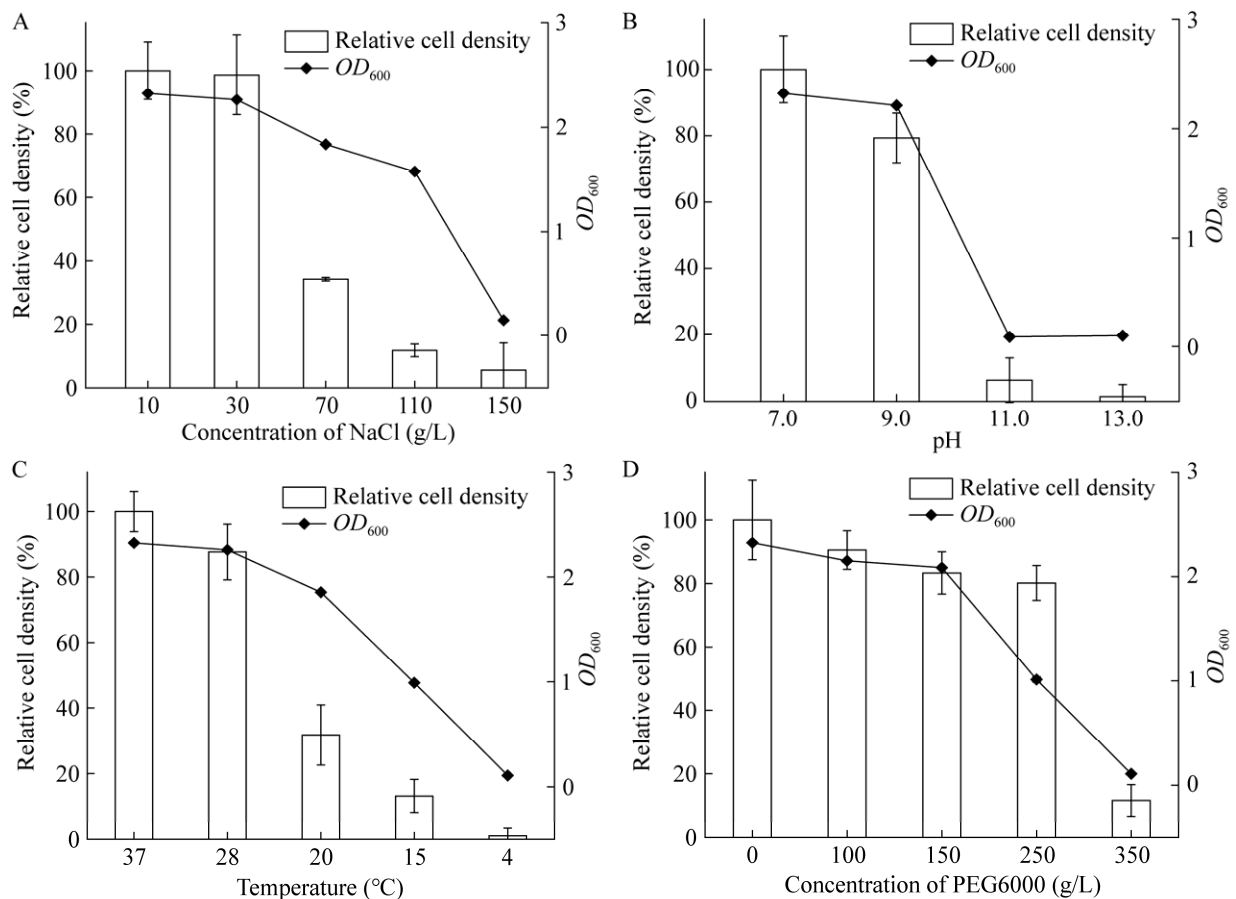 A
Relative cell density
OD600
Relative cell density (%)
100
80
60
40
20
0
3
2
1
0
OD600
10 30 70 110 150
Concentration of NaCl (g/L)
B
Relative cell density
OD600
Relative cell density (%)
100
80
60
40
20
0
3
2
1
0
OD600
7.0 9.0 11.0 13.0
pH
C
Relative cell density
OD600
Relative cell density (%)
100
80
60
40
20
0
3
2
1
0
OD600
37 28 20 15 4
Temperature (℃)
D
Relative cell density
OD600
Relative cell density (%)
100
80
60
40
20
0
3
2
1
0
OD600
0 100 150 250 350
Concentration of PEG6000 (g/L)